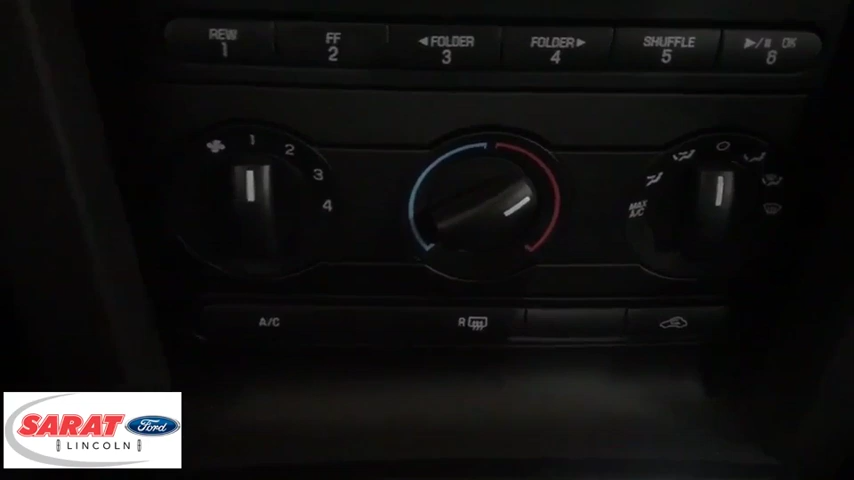 REW FF ◄FOLDER FOLDER► SHUFFLE ►/II OK
1 2 3 4 5 6
1 2 3 4
MAX
A/C
A/C R
SARAT Ford
LINCOLN